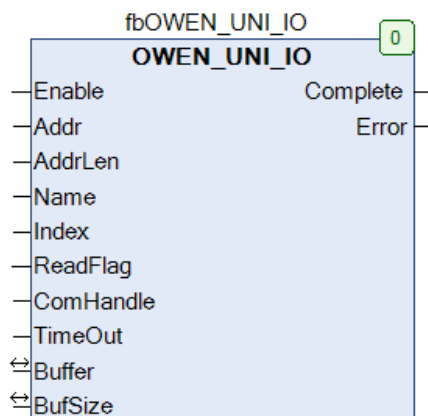 fbOWEN_UNI_IO
0
OWEN_UNI_IO
Enable Complete
Addr Error
AddrLen
Name
Index
ReadFlag
ComHandle
TimeOut
Buffer
BufSize